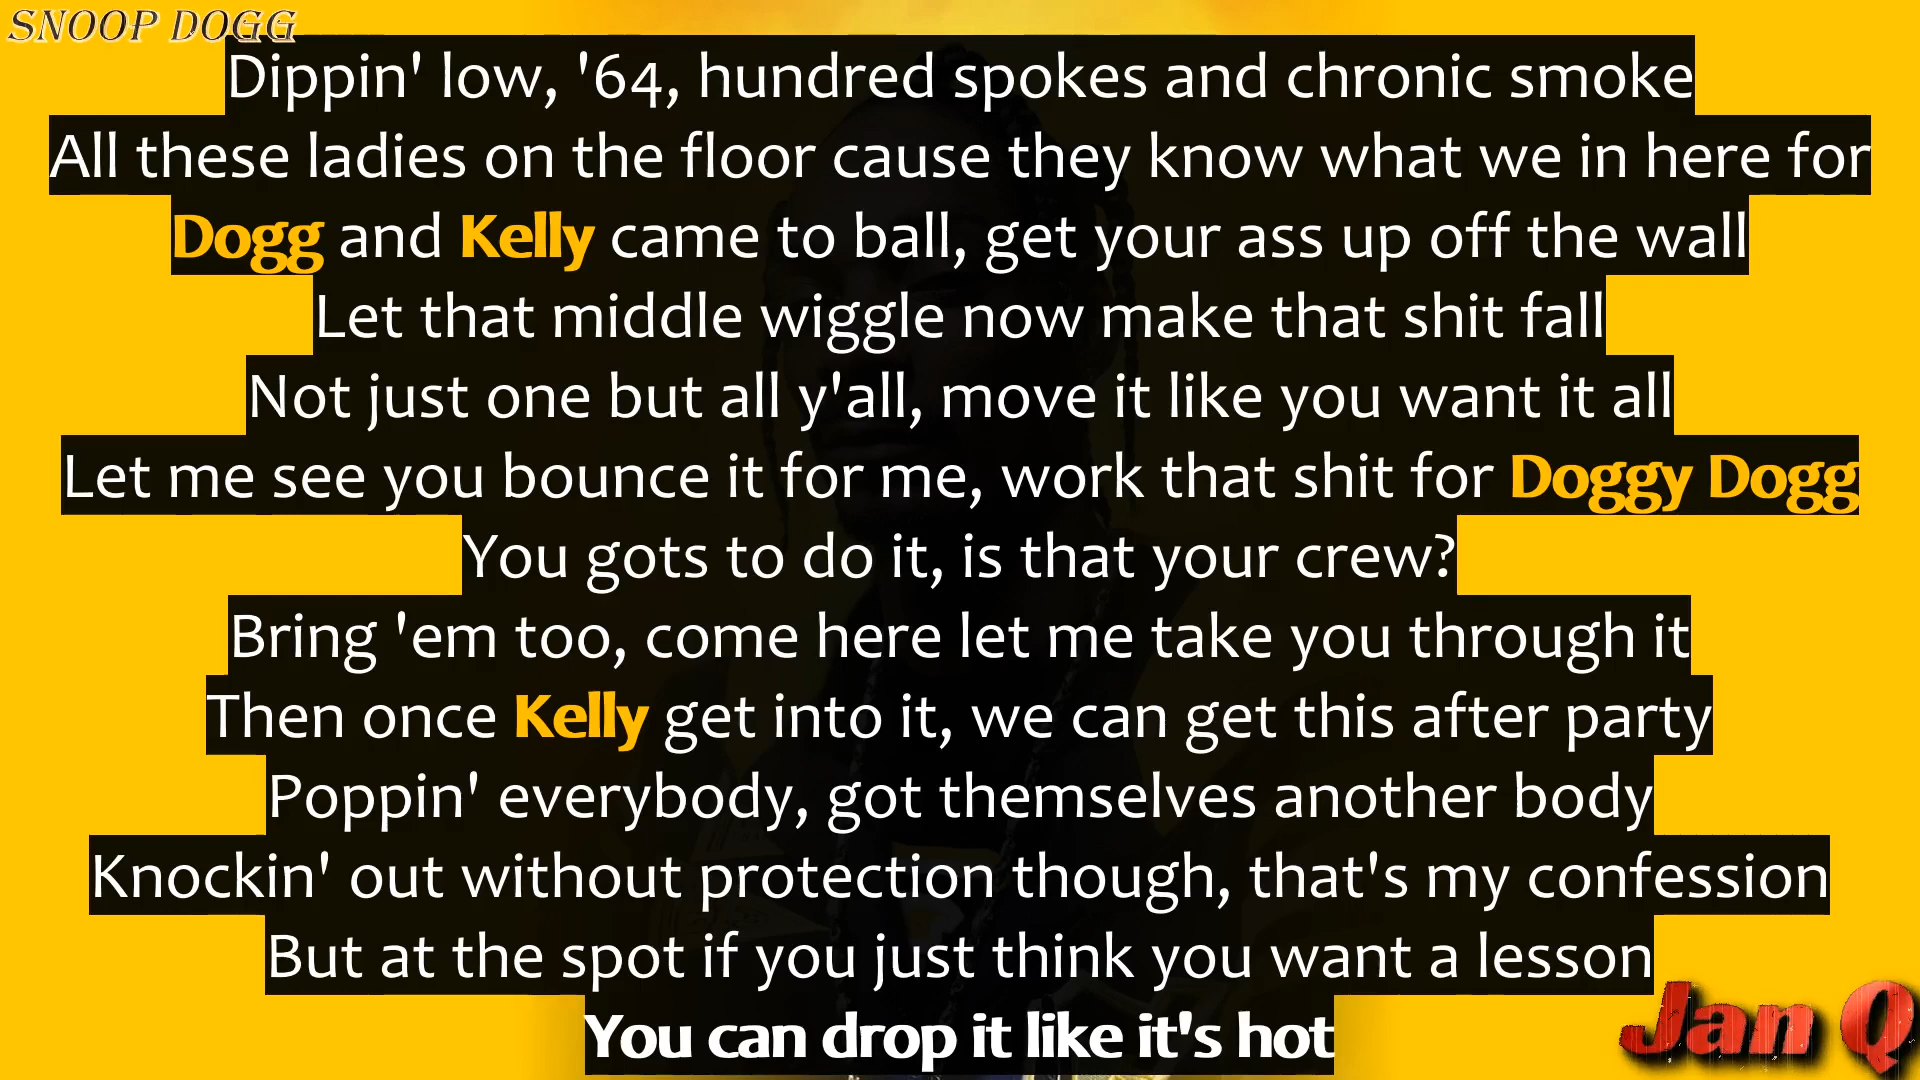 SNOOP DOGG
Dippin' low, '64, hundred spokes and chronic smoke
All these ladies on the floor cause they know what we in here for
Dogg and Kelly came to ball, get your ass up off the wall
Let that middle wiggle now make that shit fall
Not just one but all y'all, move it like you want it all
Let me see you bounce it for me, work that shit for Doggy Dogg
You gots to do it, is that your crew?
Bring 'em too, come here let me take you through it
Then once Kelly get into it, we can get this after party
Poppin' everybody, got themselves another body
Knockin' out without protection though, that's my confession
But at the spot if you just think you want a lesson
You can drop it like it's hot
Jan Q